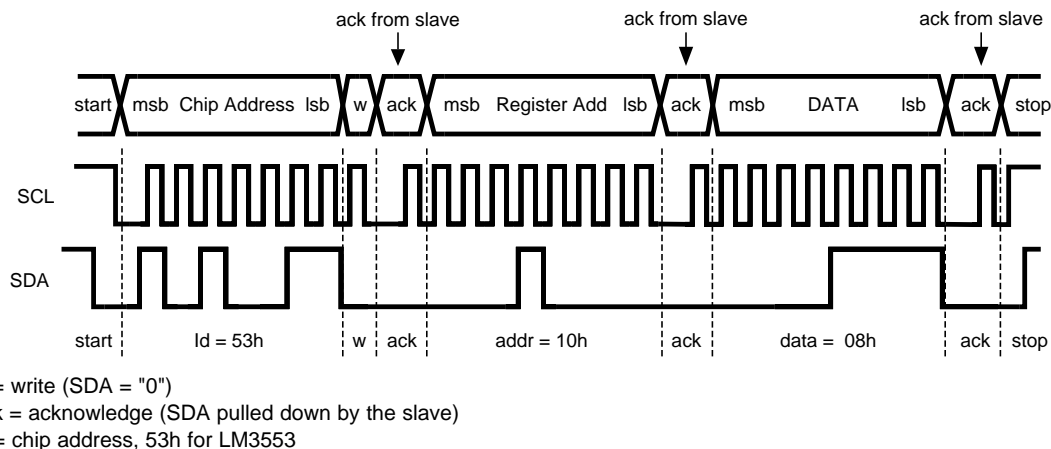 ack from slave ack from slave ack from slave
start msb Chip Address lsb w ack msb Register Add lsb ack msb DATA lsb ack stop
SCL
SDA
start Id = 53h w ack addr = 10h ack data = 08h ack stop
= write (SDA = "0")
= acknowledge (SDA pulled down by the slave)
= chip address, 53h for LM3553